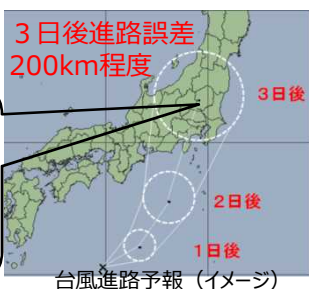 ３日後進路誤差
200km程度
3日後
2日後
1日後
台風進路予報（イメージ）